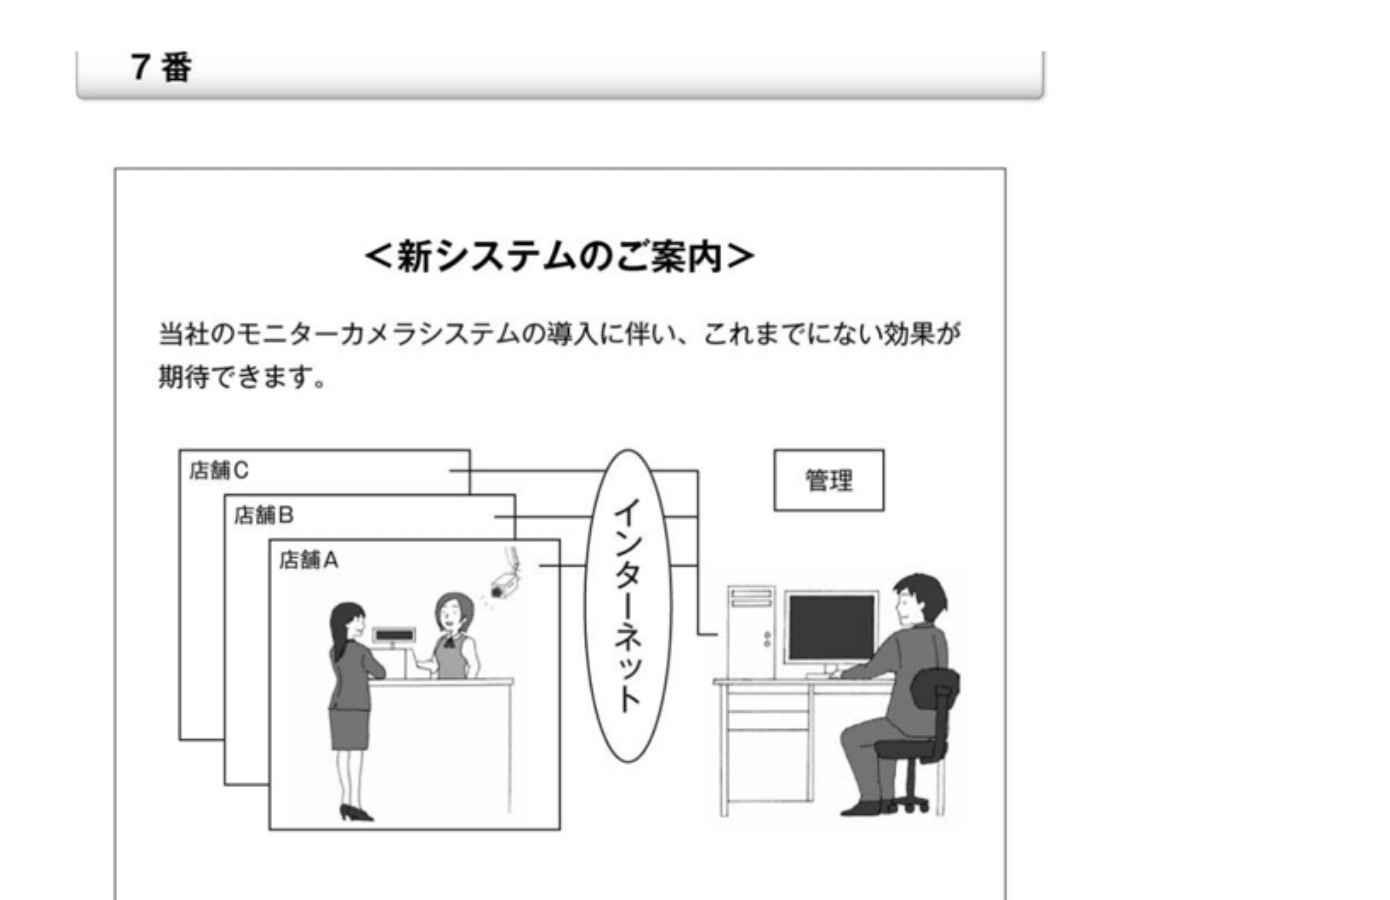 7 番
＜新システムのご案内＞
当社のモニターカメラシステムの導入に伴い、これまでにない効果が
期待できます。
店舗C
店舗B
店舗A
インターネット
管理